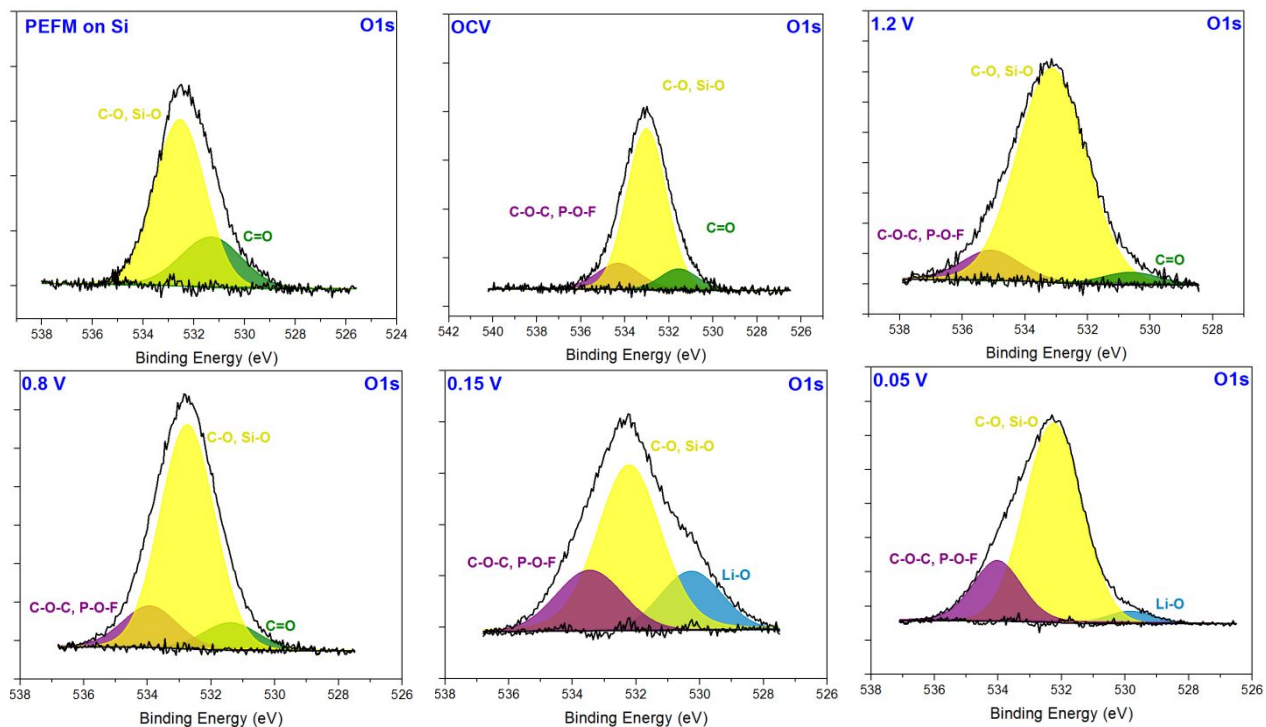 PEFM on Si O1s
C-O, Si-O
C=O
538 536 534 532 530 528 526 524
Binding Energy (eV)
OCV O1s
C-O, Si-O
C-O-C, P-O-F
C=O
542 540 538 536 534 532 530 528 526
Binding Energy (eV)
1.2 V O1s
C-O, Si-O
C-O-C, P-O-F
C=O
538 536 534 532 530 528
Binding Energy (eV)
0.8 V O1s
C-O, Si-O
C-O-C, P-O-F
C=O
538 536 534 532 530 528 526
Binding Energy (eV)
0.15 V O1s
C-O, Si-O
C-O-C, P-O-F
Li-O
538 536 534 532 530 528 526
Binding Energy (eV)
0.05 V O1s
C-O, Si-O
C-O-C, P-O-F
Li-O
538 536 534 532 530 528 526
Binding Energy (eV)